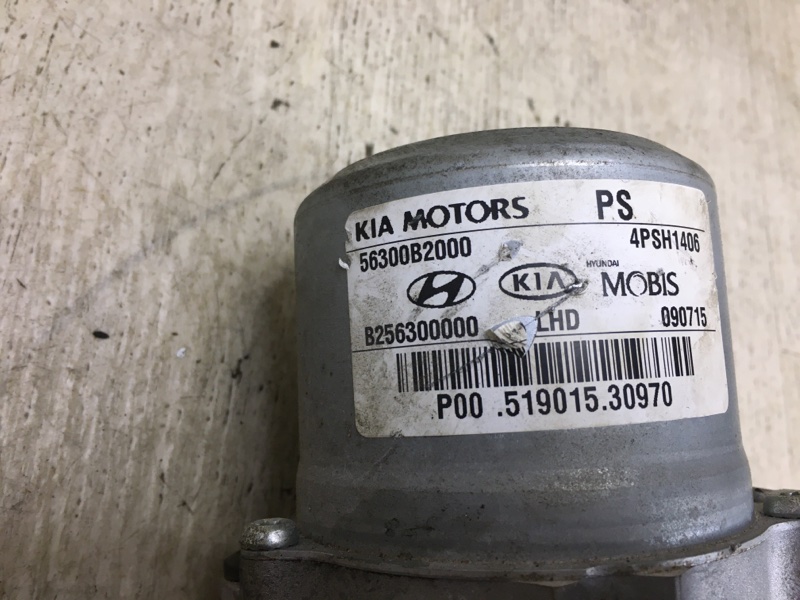 KIA MOTORS PS
56300B2000 4PSH1406
KIA HYUNDAI MOBIS
B256300000 LHD 090715
P00 .519015.30970